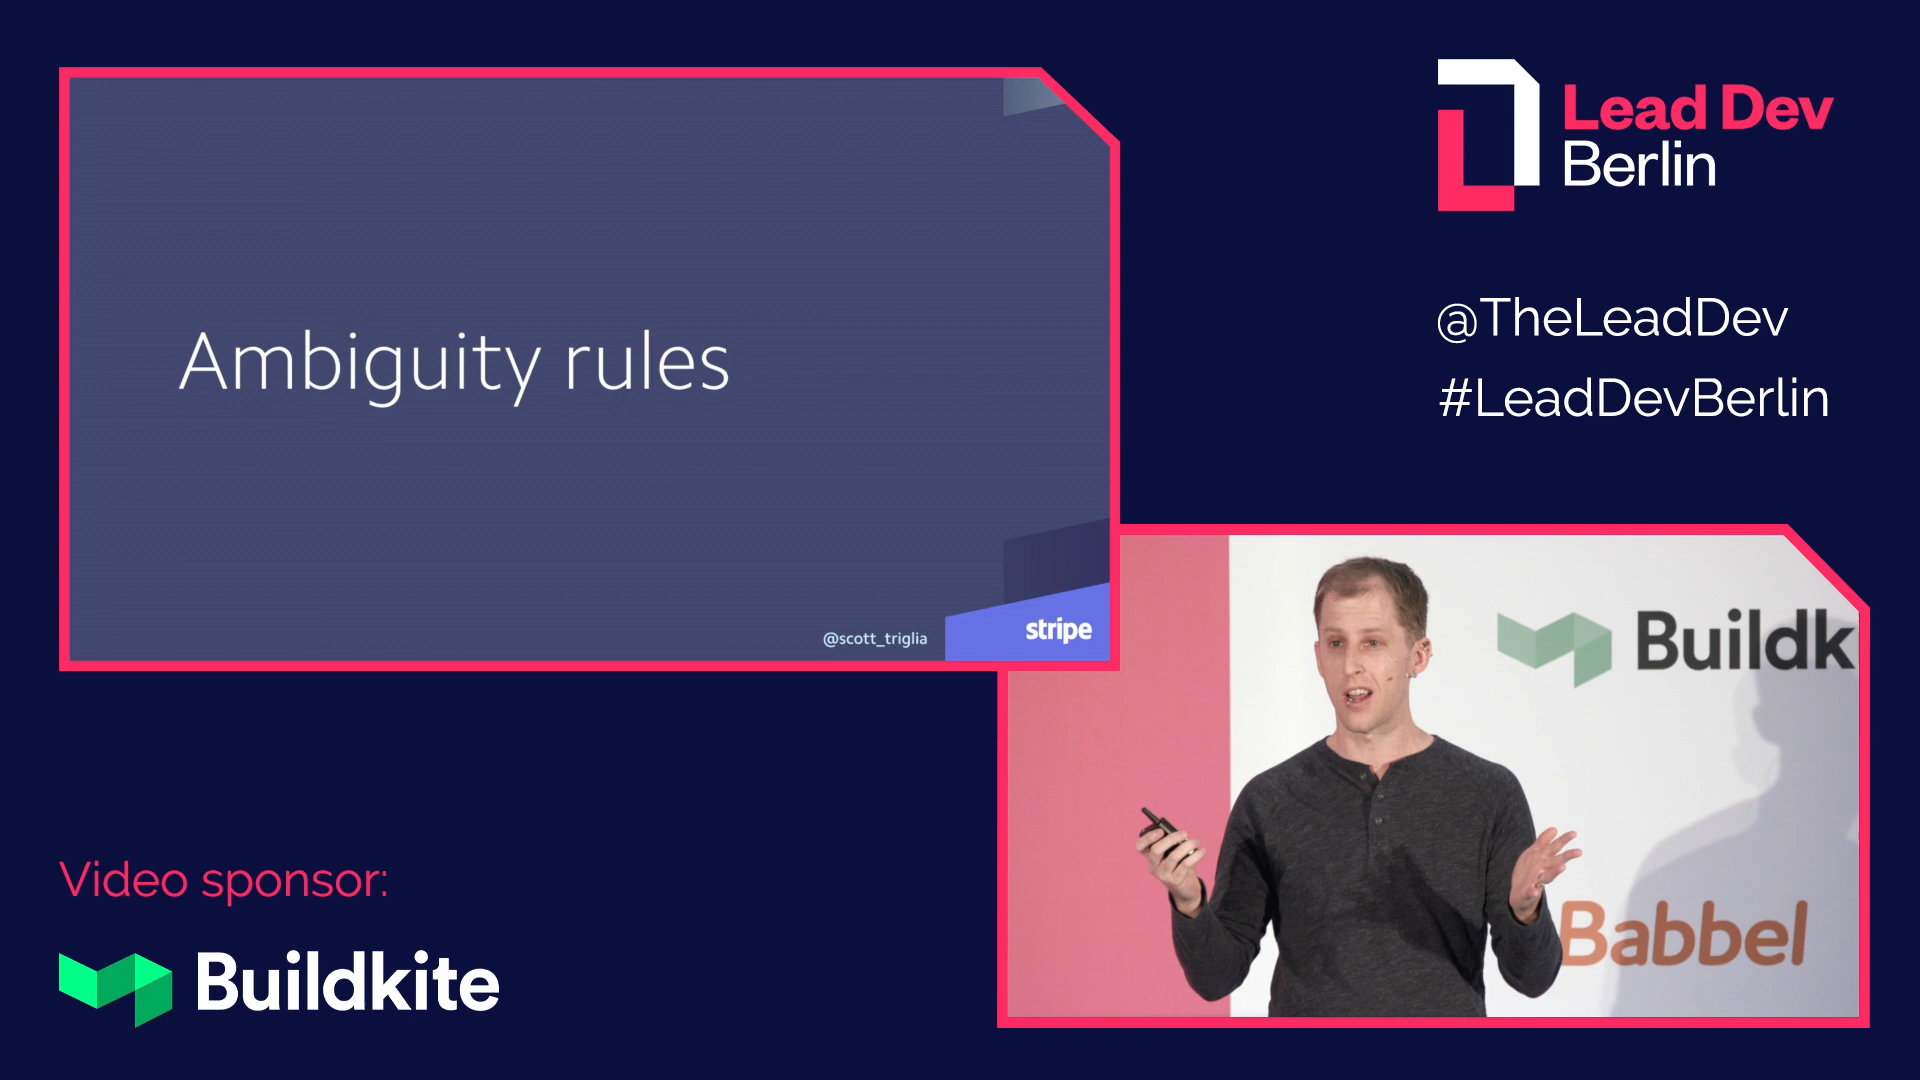 Ambiguity rules
@scott_triglia
stripe
Lead Dev
Berlin
@TheLeadDev
#LeadDevBerlin
Buildk
Babbel
Video sponsor:
Buildkite